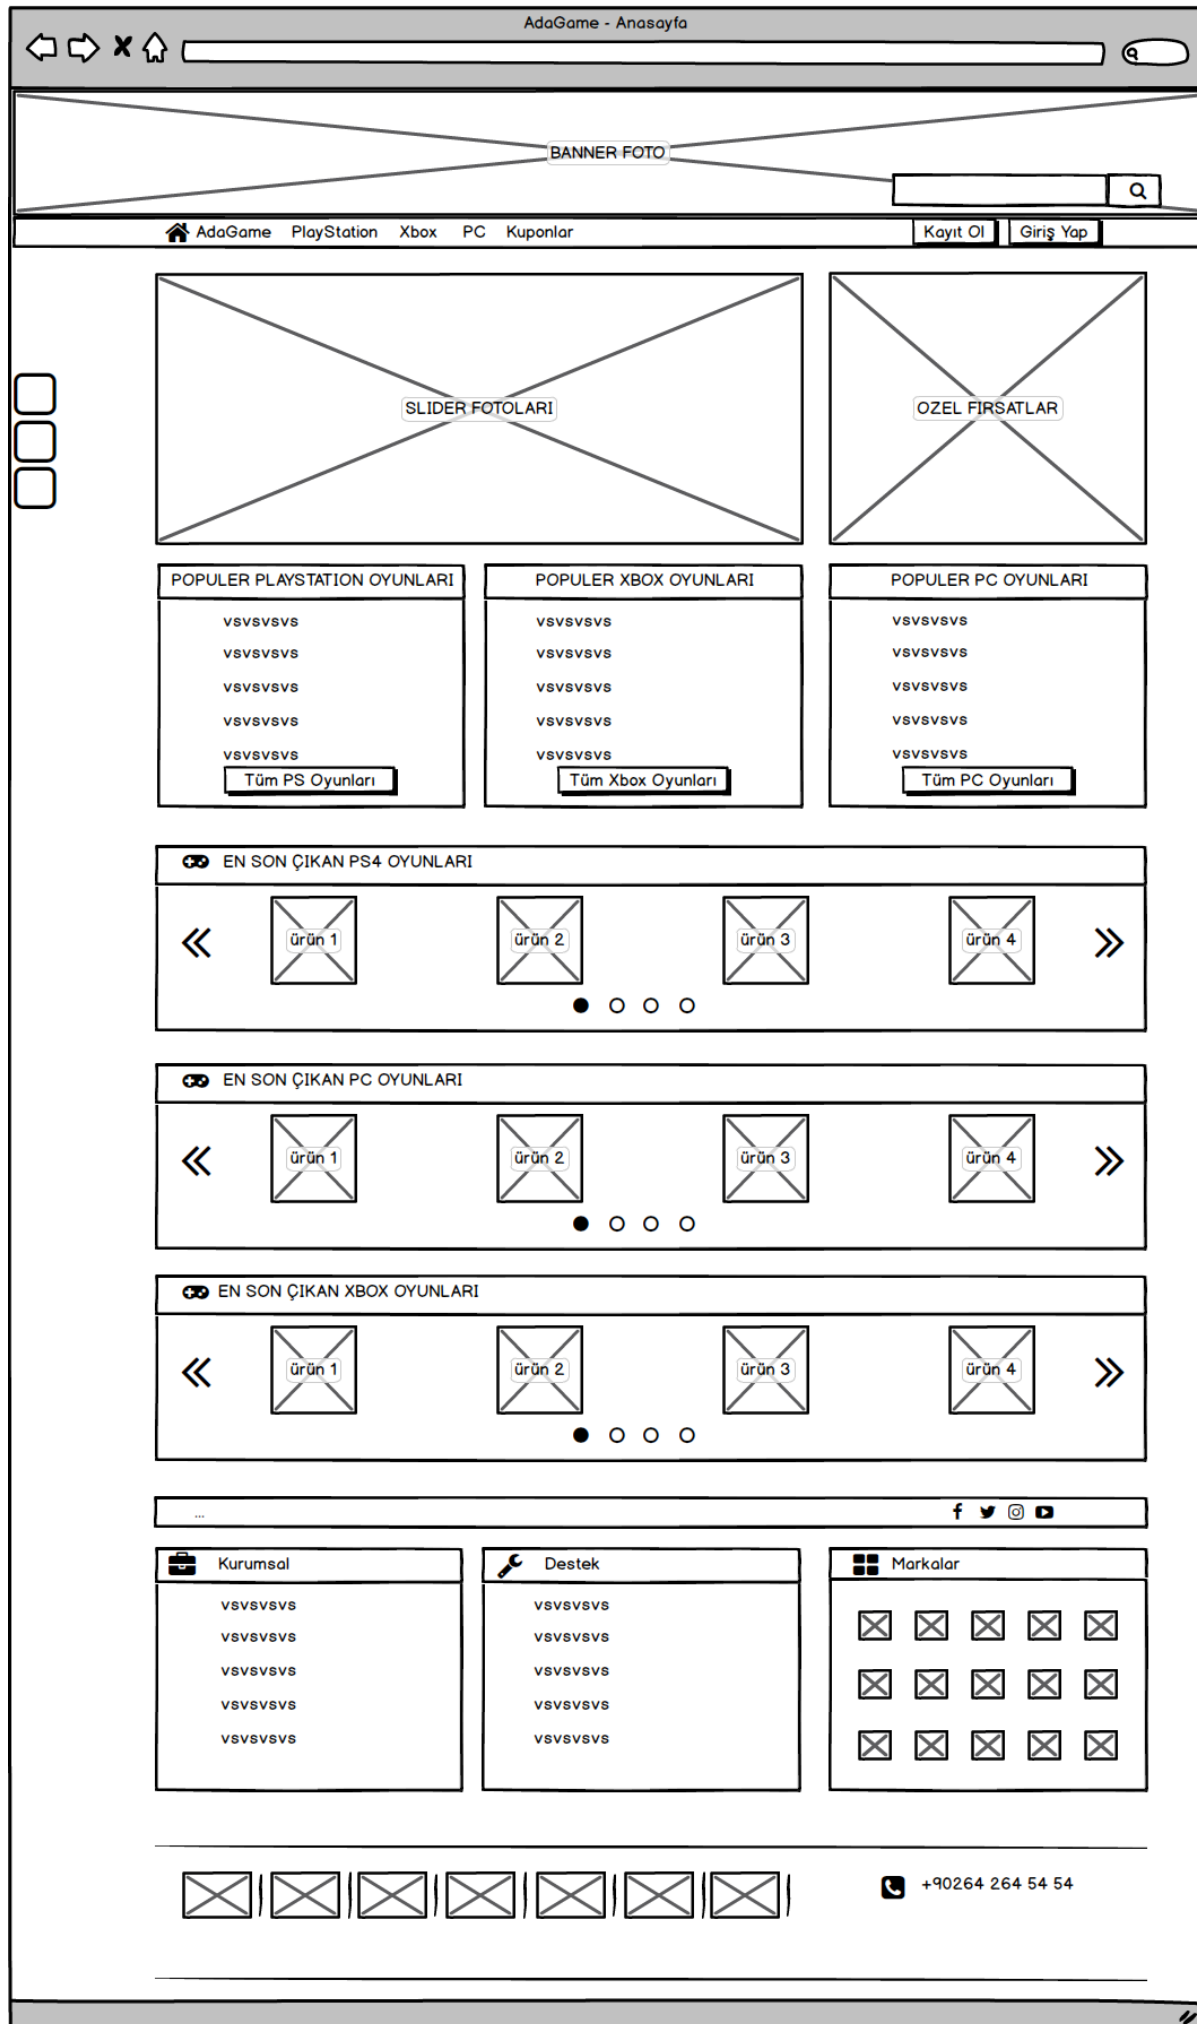 AdaGame - Anasayfa
BANNER FOTO
AdaGame PlayStation Xbox PC Kuponlar Kayıt Ol Giriş Yap
SLIDER FOTOLARI
OZEL FIRSATLAR
POPULER PLAYSTATION OYUNLARI
vsvsvsvs
vsvsvsvs
vsvsvsvs
vsvsvsvs
vsvsvsvs
Tüm PS Oyunları
POPULER XBOX OYUNLARI
vsvsvsvs
vsvsvsvs
vsvsvsvs
vsvsvsvs
vsvsvsvs
Tüm Xbox Oyunları
POPULER PC OYUNLARI
vsvsvsvs
vsvsvsvs
vsvsvsvs
vsvsvsvs
vsvsvsvs
Tüm PC Oyunları
EN SON ÇIKAN PS4 OYUNLARI
ürün 1 ürün 2 ürün 3 ürün 4
EN SON ÇIKAN PC OYUNLARI
ürün 1 ürün 2 ürün 3 ürün 4
EN SON ÇIKAN XBOX OYUNLARI
ürün 1 ürün 2 ürün 3 ürün 4
...
Kurumsal
vsvsvsvs
vsvsvsvs
vsvsvsvs
vsvsvsvs
vsvsvsvs
Destek
vsvsvsvs
vsvsvsvs
vsvsvsvs
vsvsvsvs
vsvsvsvs
Markalar
+90264 264 54 54